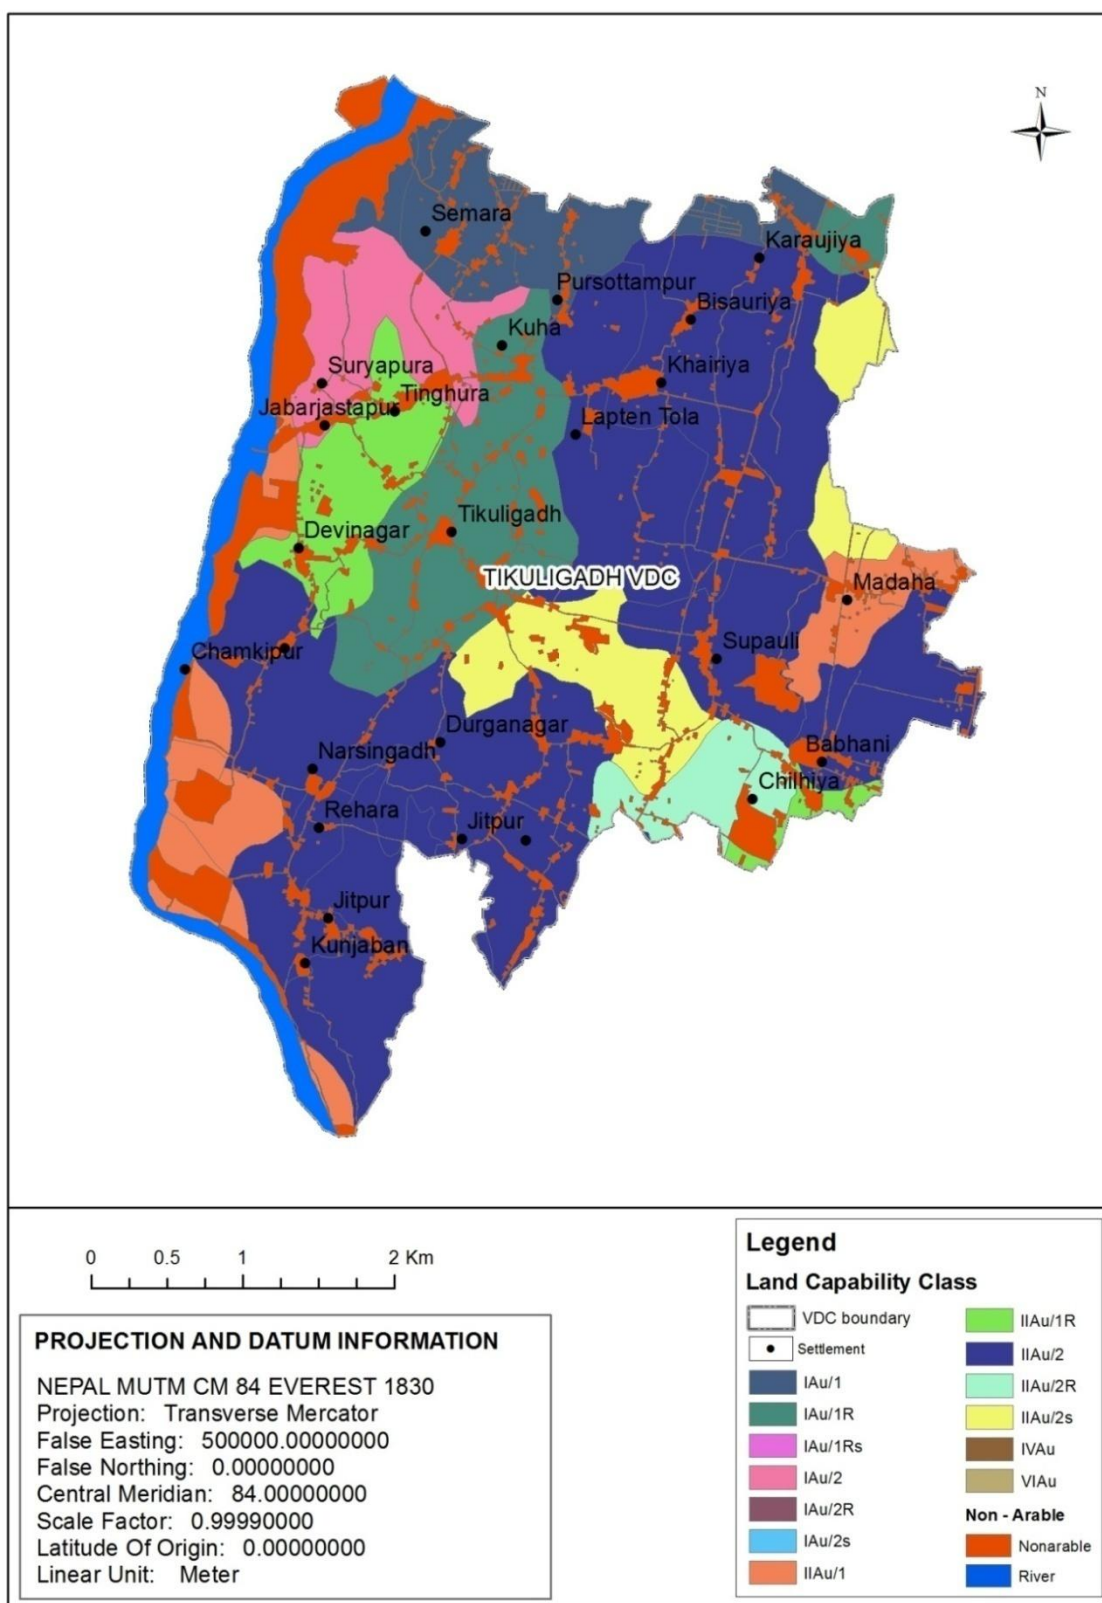 N
Semara
Karaujiya
Pursottampur
Bisauriya
Kuha
Suryapura
Khairiya
Tinghura
Jabarjastapur
Lapten Tola
Tikuligadh
Devinagar
TIKULIGADH VDC
Madaha
Supauli
Chamkipur
Durganagar
Narsingadh
Babhani
Chilhiya
Rehara
Jitpur
Jitpur
Kunjaban
0 0.5 1 2 Km
PROJECTION AND DATUM INFORMATION
NEPAL MUTM CM 84 EVEREST 1830
Projection: Transverse Mercator
False Easting: 500000.00000000
False Northing: 0.00000000
Central Meridian: 84.00000000
Scale Factor: 0.99990000
Latitude Of Origin: 0.00000000
Linear Unit: Meter
Legend
Land Capability Class
VDC boundary
Settlement
IAu/1
IAu/1R
IAu/1Rs
IAu/2
IAu/2R
IAu/2s
IIAu/1
IIAu/1R
IIAu/2
IIAu/2R
IIAu/2s
IVAu
VIAu
Non - Arable
Nonarable
River